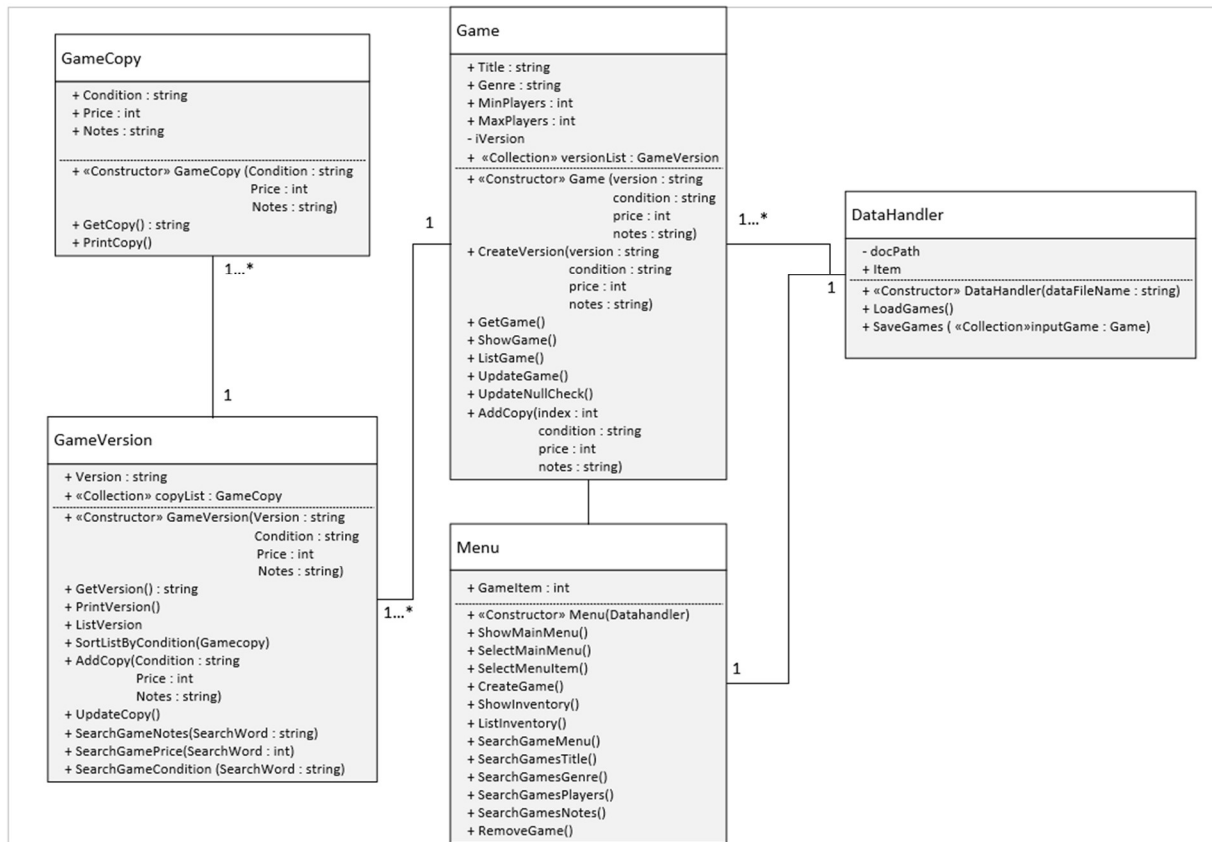 GameCopy
+ Condition : string
+ Price : int
+ Notes : string
+ «Constructor» GameCopy (Condition : string
Price : int
Notes : string)
+ GetCopy() : string
+ PrintCopy()
1...*
1
GameVersion
+ Version : string
+ «Collection» copyList : GameCopy
+ «Constructor» GameVersion(Version : string
Condition : string
Price : int
Notes : string)
+ GetVersion() : string
+ PrintVersion()
+ ListVersion
+ SortListByCondition(Gamecopy)
+ AddCopy(Condition : string
Price : int
Notes : string)
+ UpdateCopy()
+ SearchGameNotes(SearchWord : string)
+ SearchGamePrice(SearchWord : int)
+ SearchGameCondition (SearchWord : string)
1...*
1
Game
+ Title : string
+ Genre : string
+ MinPlayers : int
+ MaxPlayers : int
- iVersion
+ «Collection» versionList : GameVersion
+ «Constructor» Game (version : string
condition : string
price : int
notes : string)
+ CreateVersion(version : string
condition : string
price : int
notes : string)
+ GetGame()
+ ShowGame()
+ ListGame()
+ UpdateGame()
+ UpdateNullCheck()
+ AddCopy(index : int
condition : string
price : int
notes : string)
1...*
1
DataHandler
- docPath
+ Item
+ «Constructor» DataHandler(dataFileName : string)
+ LoadGames()
+ SaveGames ( «Collection»inputGame : Game)
Menu
+ GameItem : int
+ «Constructor» Menu(Datahandler)
+ ShowMainMenu()
+ SelectMainMenu()
+ SelectMenuItem()
+ CreateGame()
+ ShowInventory()
+ ListInventory()
+ SearchGameMenu()
+ SearchGamesTitle()
+ SearchGamesGenre()
+ SearchGamesPlayers()
+ SearchGamesNotes()
+ RemoveGame()
1